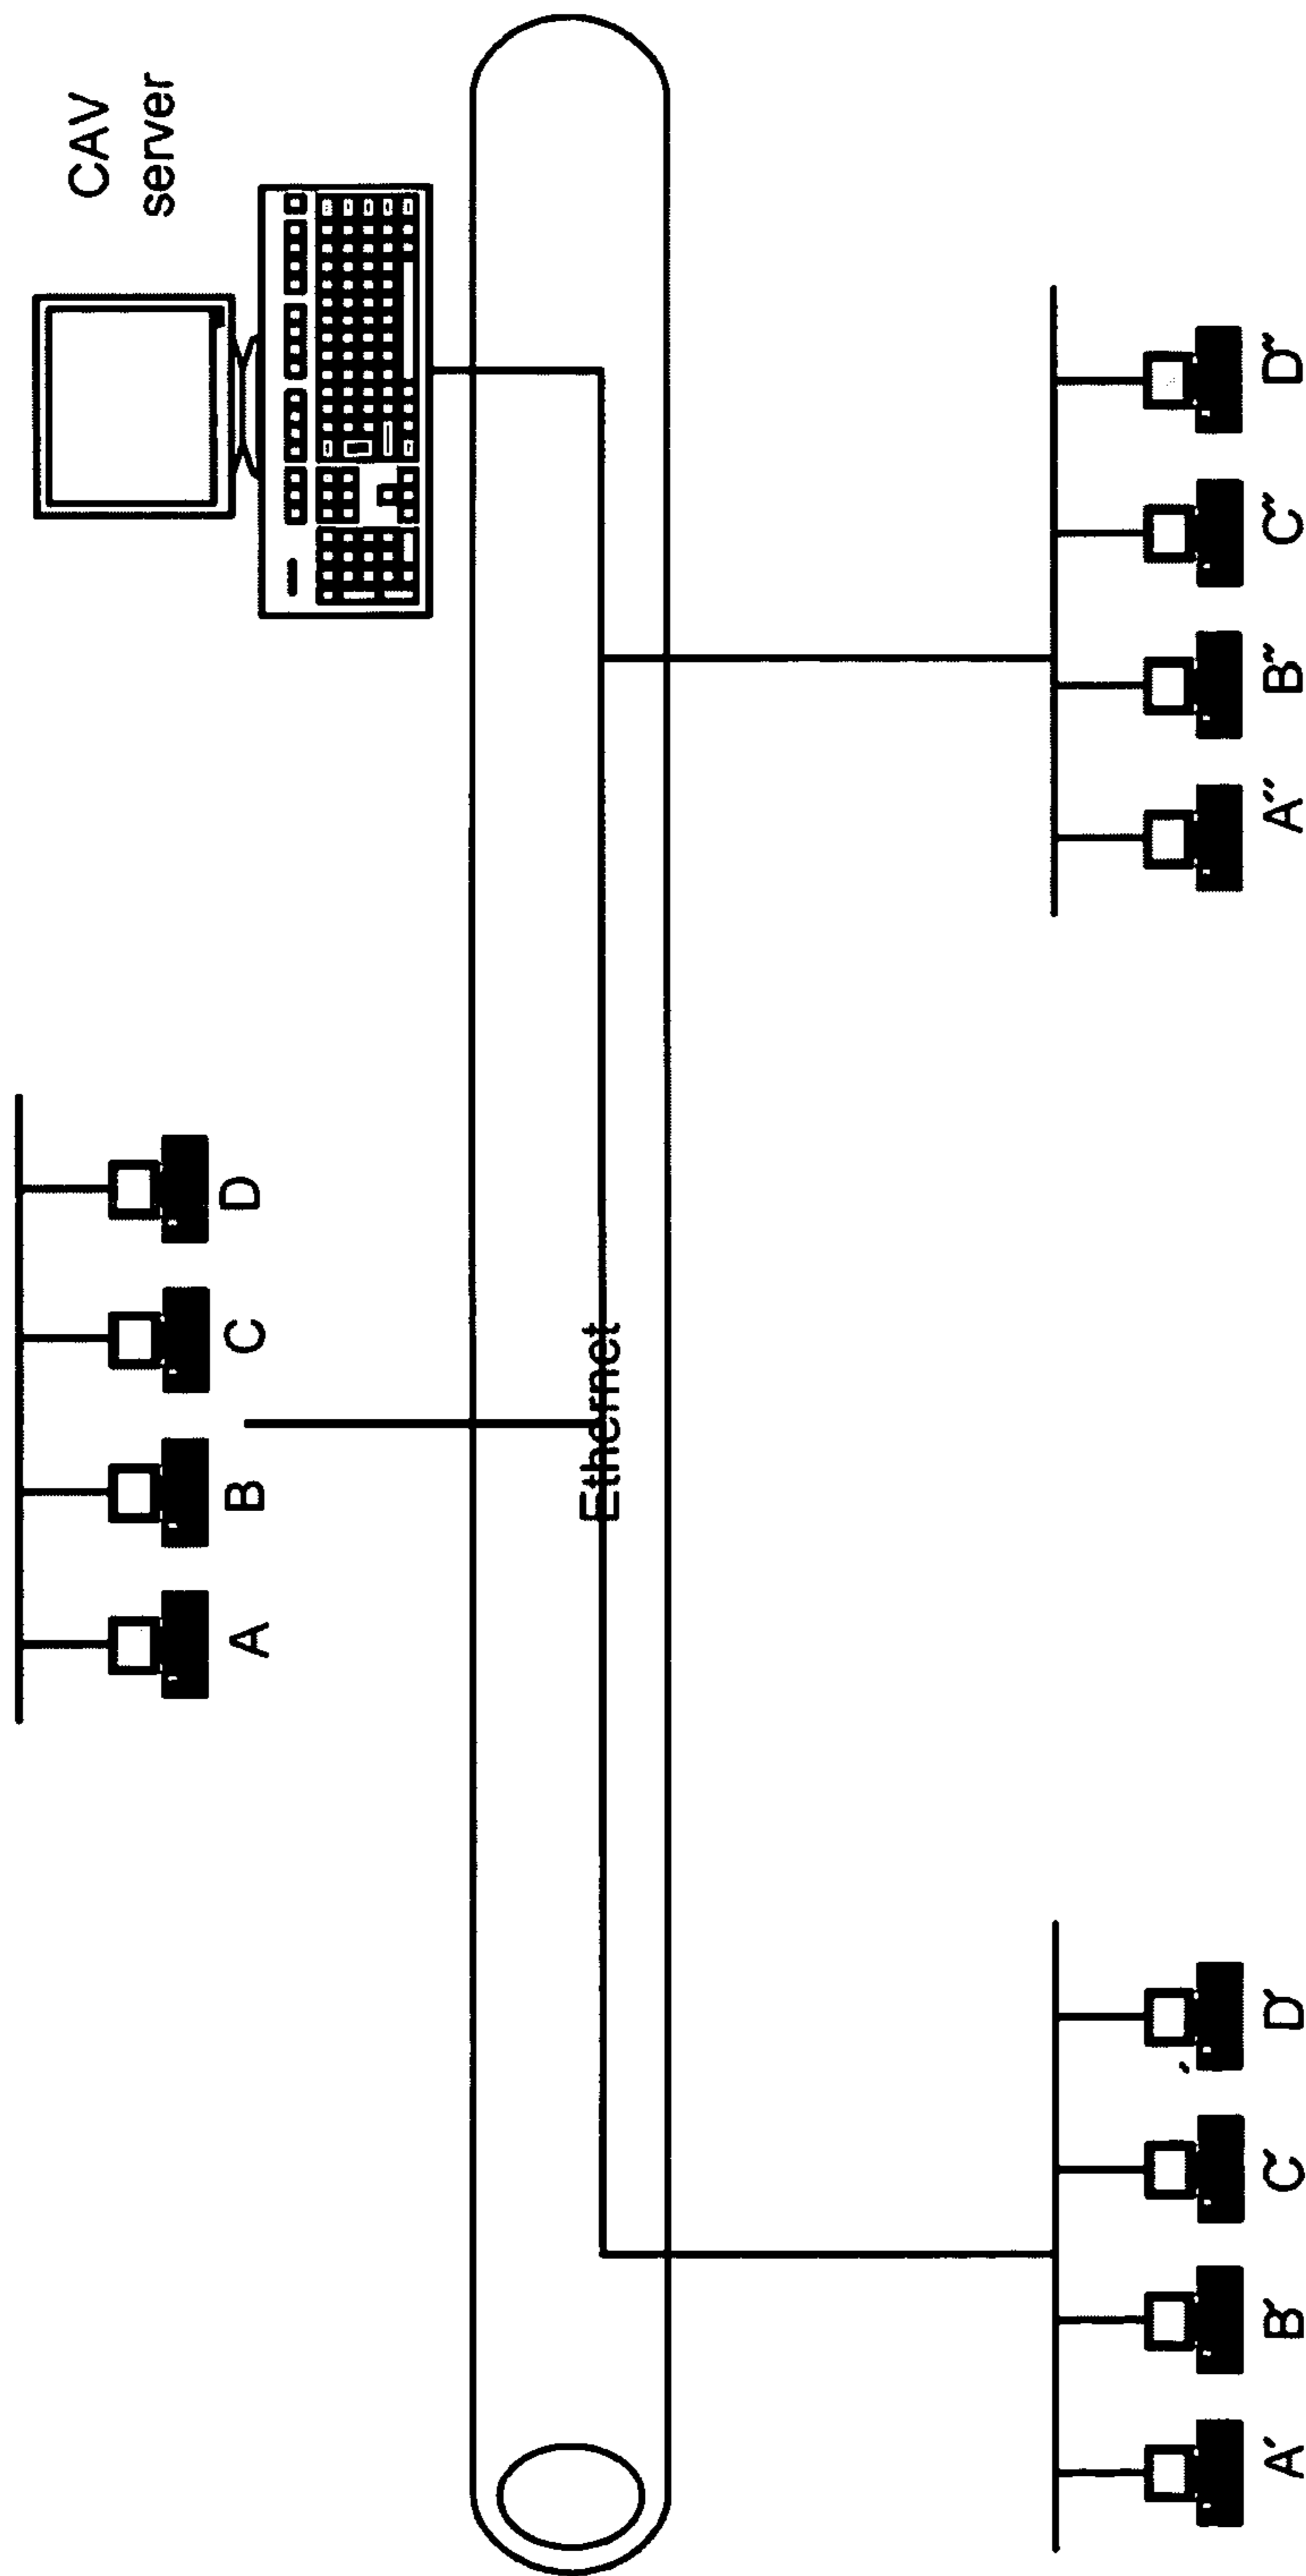 CAV
server
A B C D
Ethernet
A′ B′ C′ D′
A″ B″ C″ D″